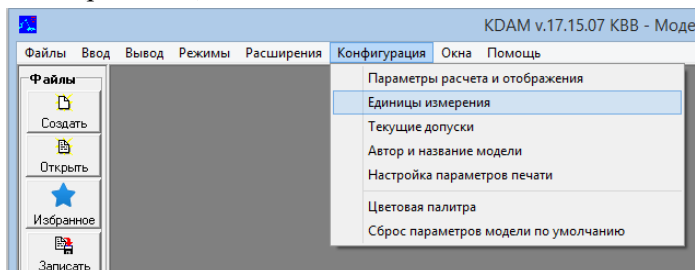 KDAM v.17.15.07 KBB - Моде
Файлы Ввод Вывод Режимы Расширения Конфигурация Окна Помощь
Файлы
Создать
Открыть
Избранное
Записать
Параметры расчета и отображения
Единицы измерения
Текущие допуски
Автор и название модели
Настройка параметров печати
Цветовая палитра
Сброс параметров модели по умолчанию